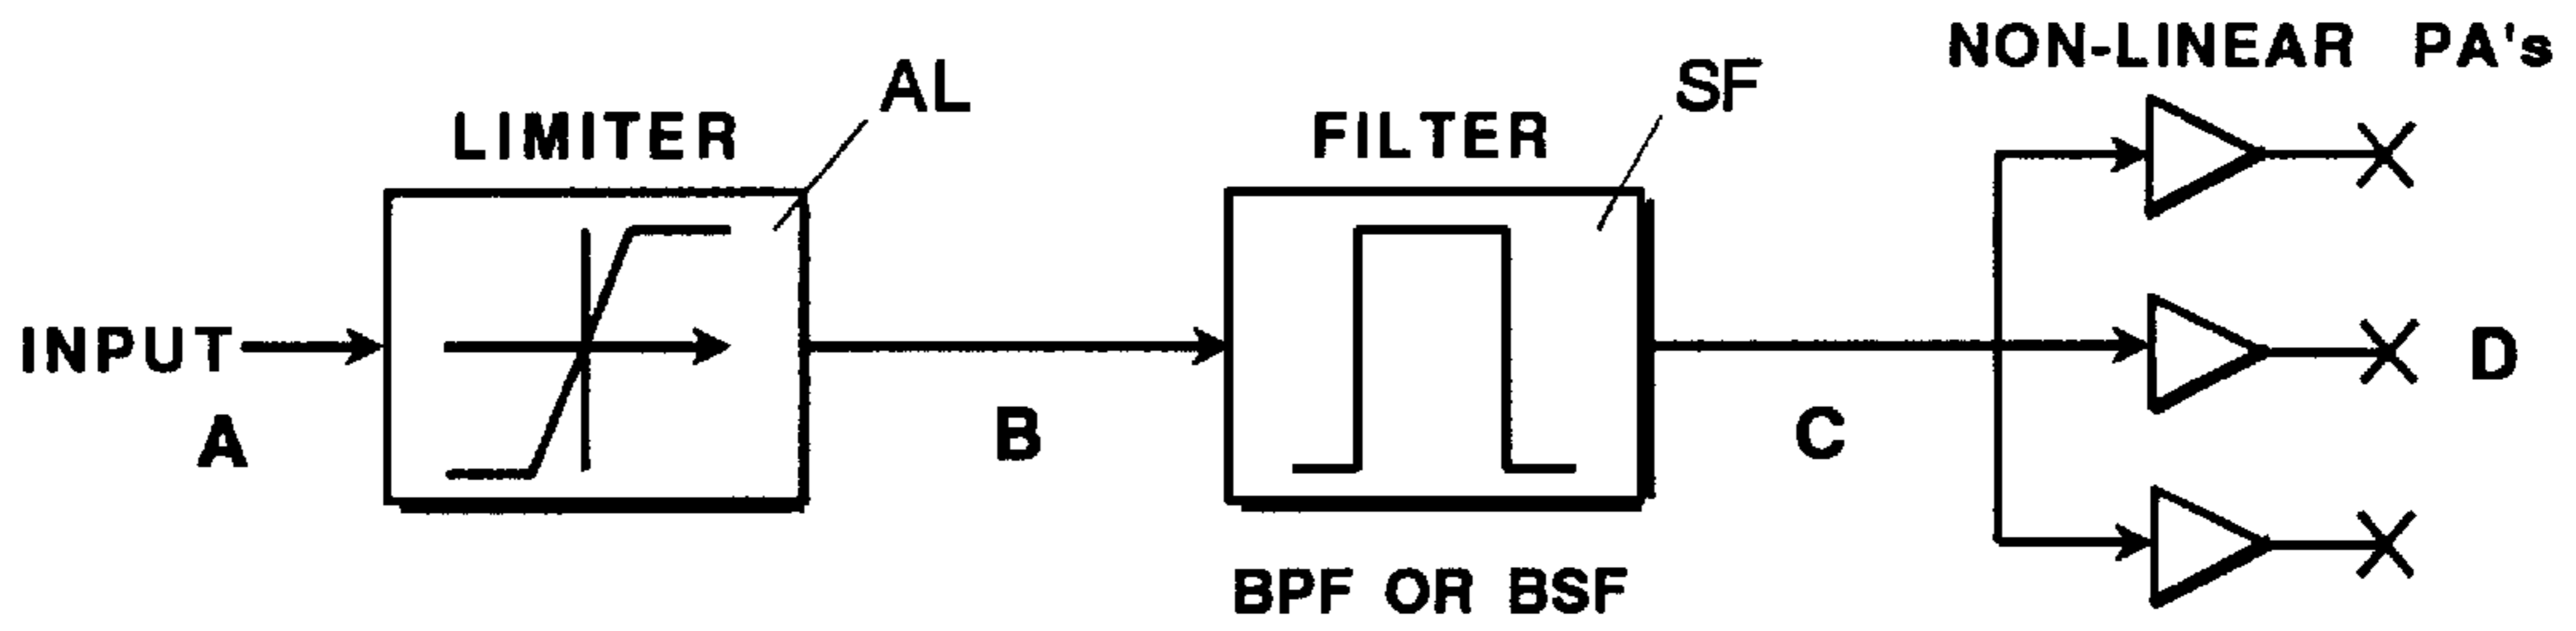 NON-LINEAR PA's
AL
SF
LIMITER
FILTER
INPUT
A
B
C
D
BPF OR BSF